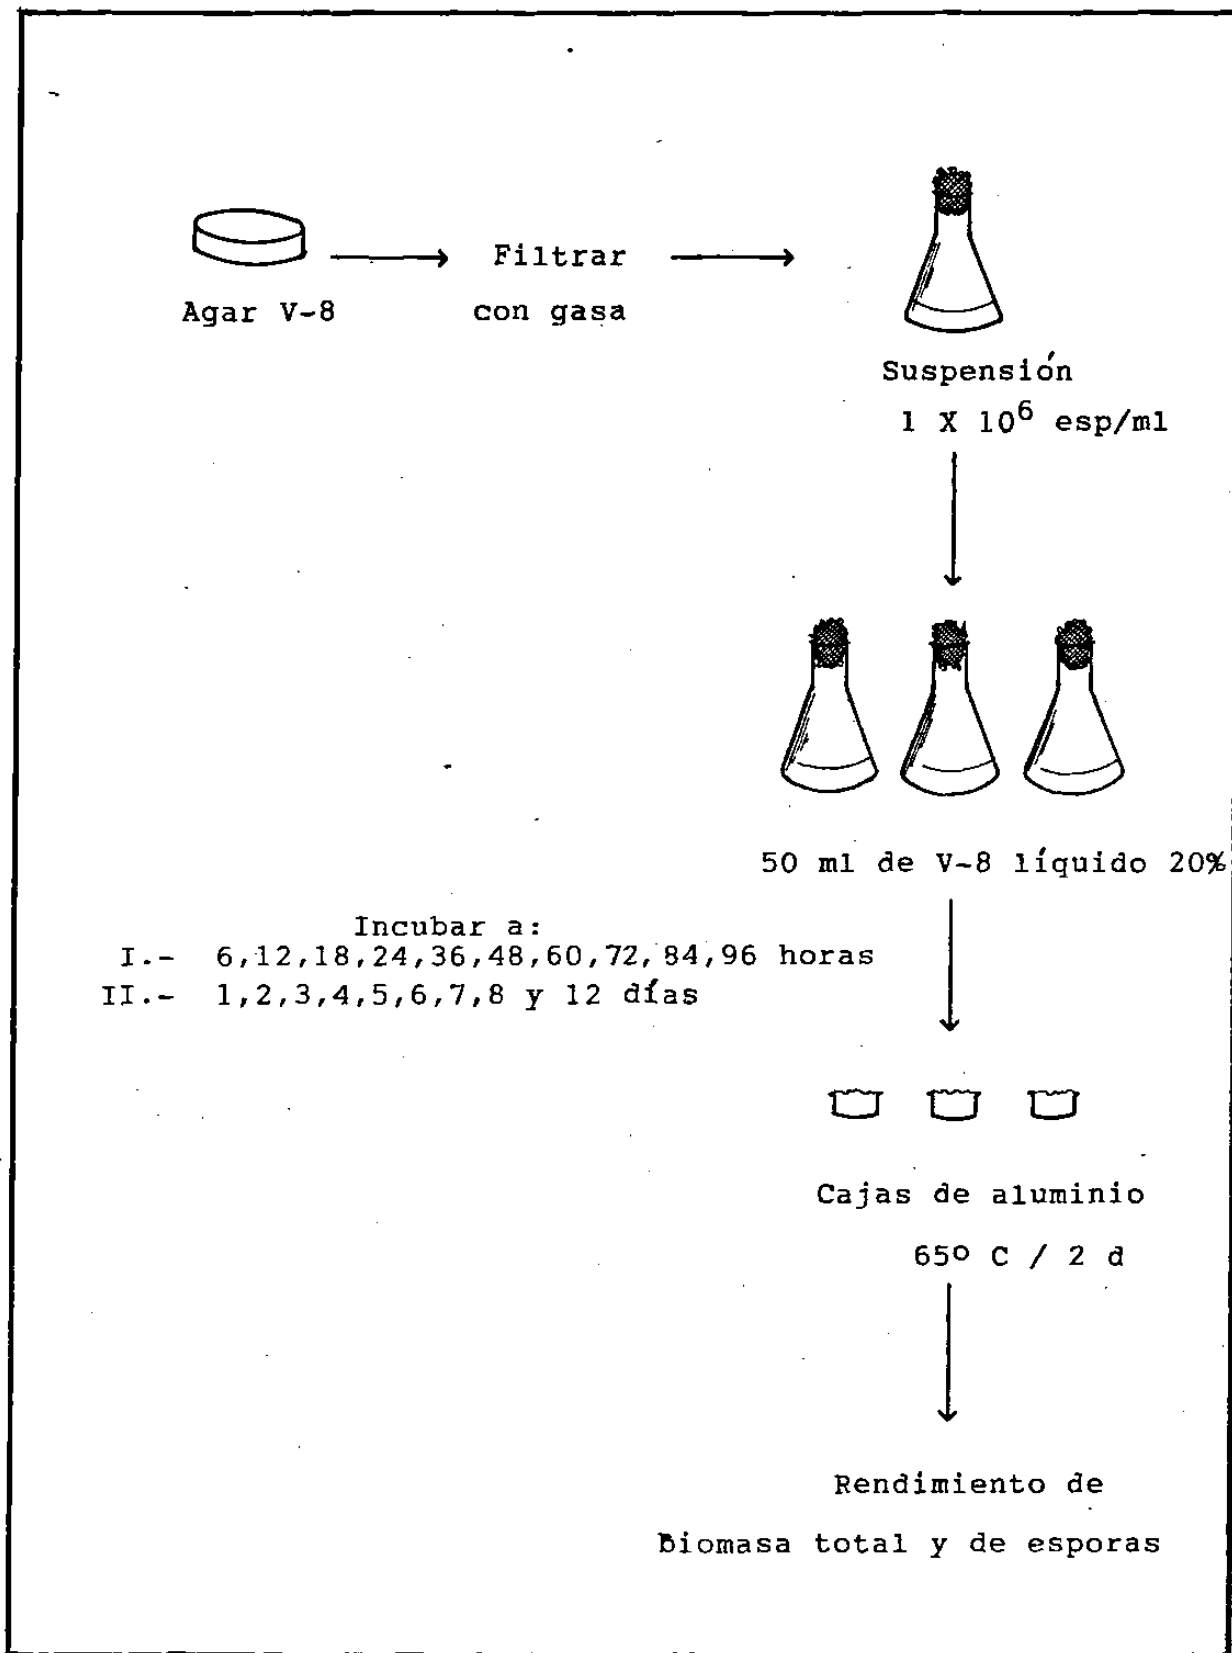 Agar V-8
Filtrar
con gasa
Suspensión
1 X 10⁶ esp/ml
50 ml de V-8 líquido 20%
Incubar a:
I.- 6,12,18,24,36,48,60,72,84,96 horas
II.- 1,2,3,4,5,6,7,8 y 12 días
Cajas de aluminio
65º C / 2 d
Rendimiento de
biomasa total y de esporas